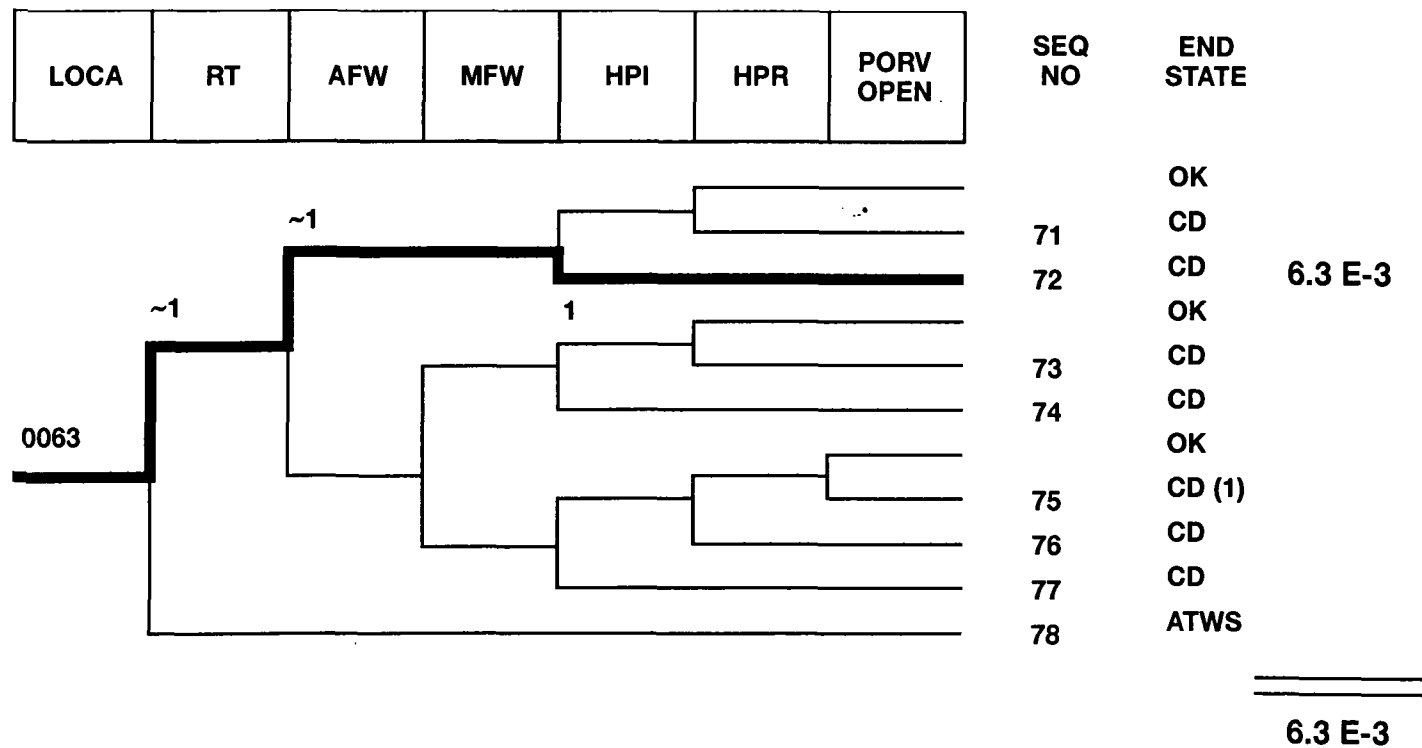 LOCA RT AFW MFW HPI HPR PORV OPEN SEQ NO END STATE
OK
~1
71 CD
72 CD 6.3 E-3
~1
1
OK
73 CD
74 CD
0063
OK
75 CD (1)
76 CD
77 CD
78 ATWS
6.3 E-3